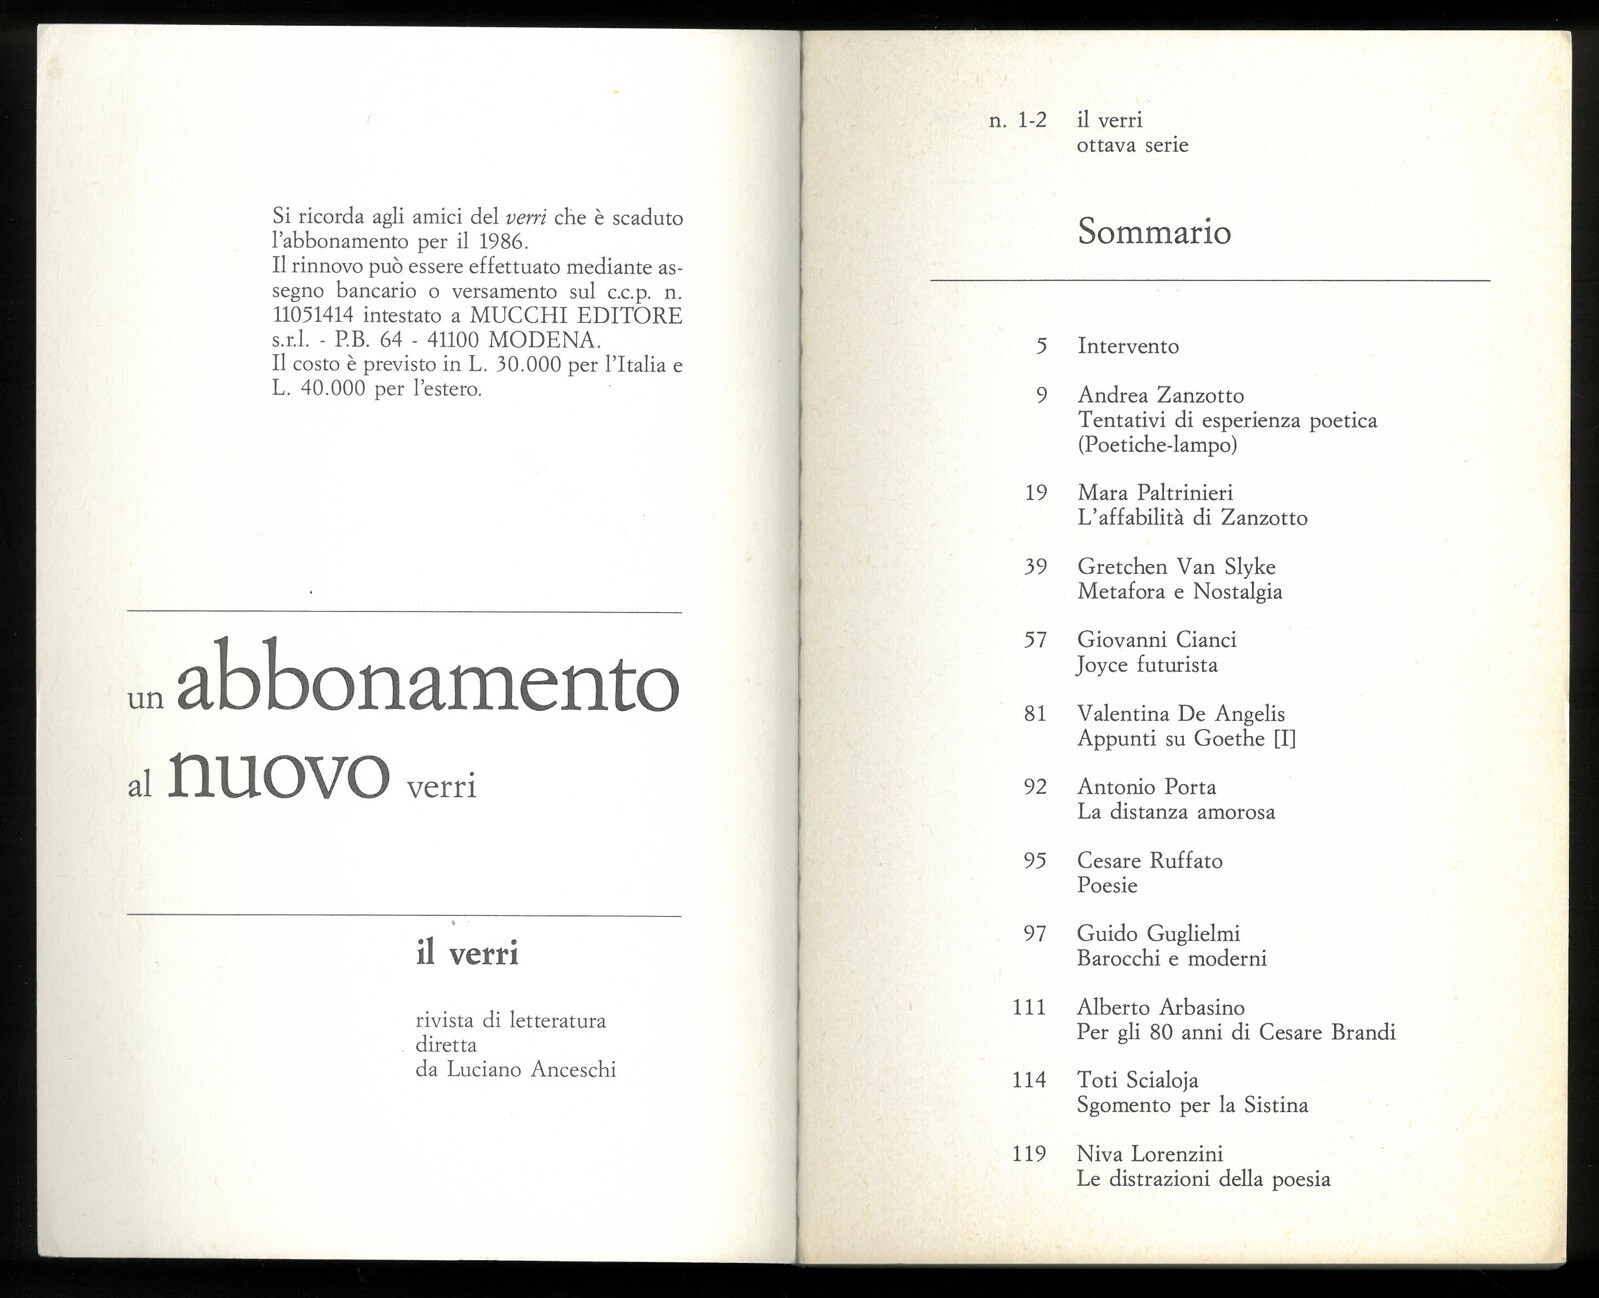 Si ricorda agli amici del verri che è scaduto
l'abbonamento per il 1986.
Il rinnovo può essere effettuato mediante as-
segno bancario o versamento sul c.c.p. n.
11051414 intestato a MUCCHI EDITORE
s.r.l. - P.B. 64 - 41100 MODENA.
Il costo è previsto in L. 30.000 per l'Italia e
L. 40.000 per l'estero.
un abbonamento
al nuovo verri
il verri
rivista di letteratura
diretta
da Luciano Anceschi
n. 1-2 il verri
ottava serie
Sommario
5 Intervento
9 Andrea Zanzotto
Tentativi di esperienza poetica
(Poetiche-lampo)
19 Mara Paltrinieri
L'affabilità di Zanzotto
39 Gretchen Van Slyke
Metafora e Nostalgia
57 Giovanni Cianci
Joyce futurista
81 Valentina De Angelis
Appunti su Goethe [I]
92 Antonio Porta
La distanza amorosa
95 Cesare Ruffato
Poesie
97 Guido Guglielmi
Barocchi e moderni
111 Alberto Arbasino
Per gli 80 anni di Cesare Brandi
114 Toti Scialoja
Sgomento per la Sistina
119 Niva Lorenzini
Le distrazioni della poesia